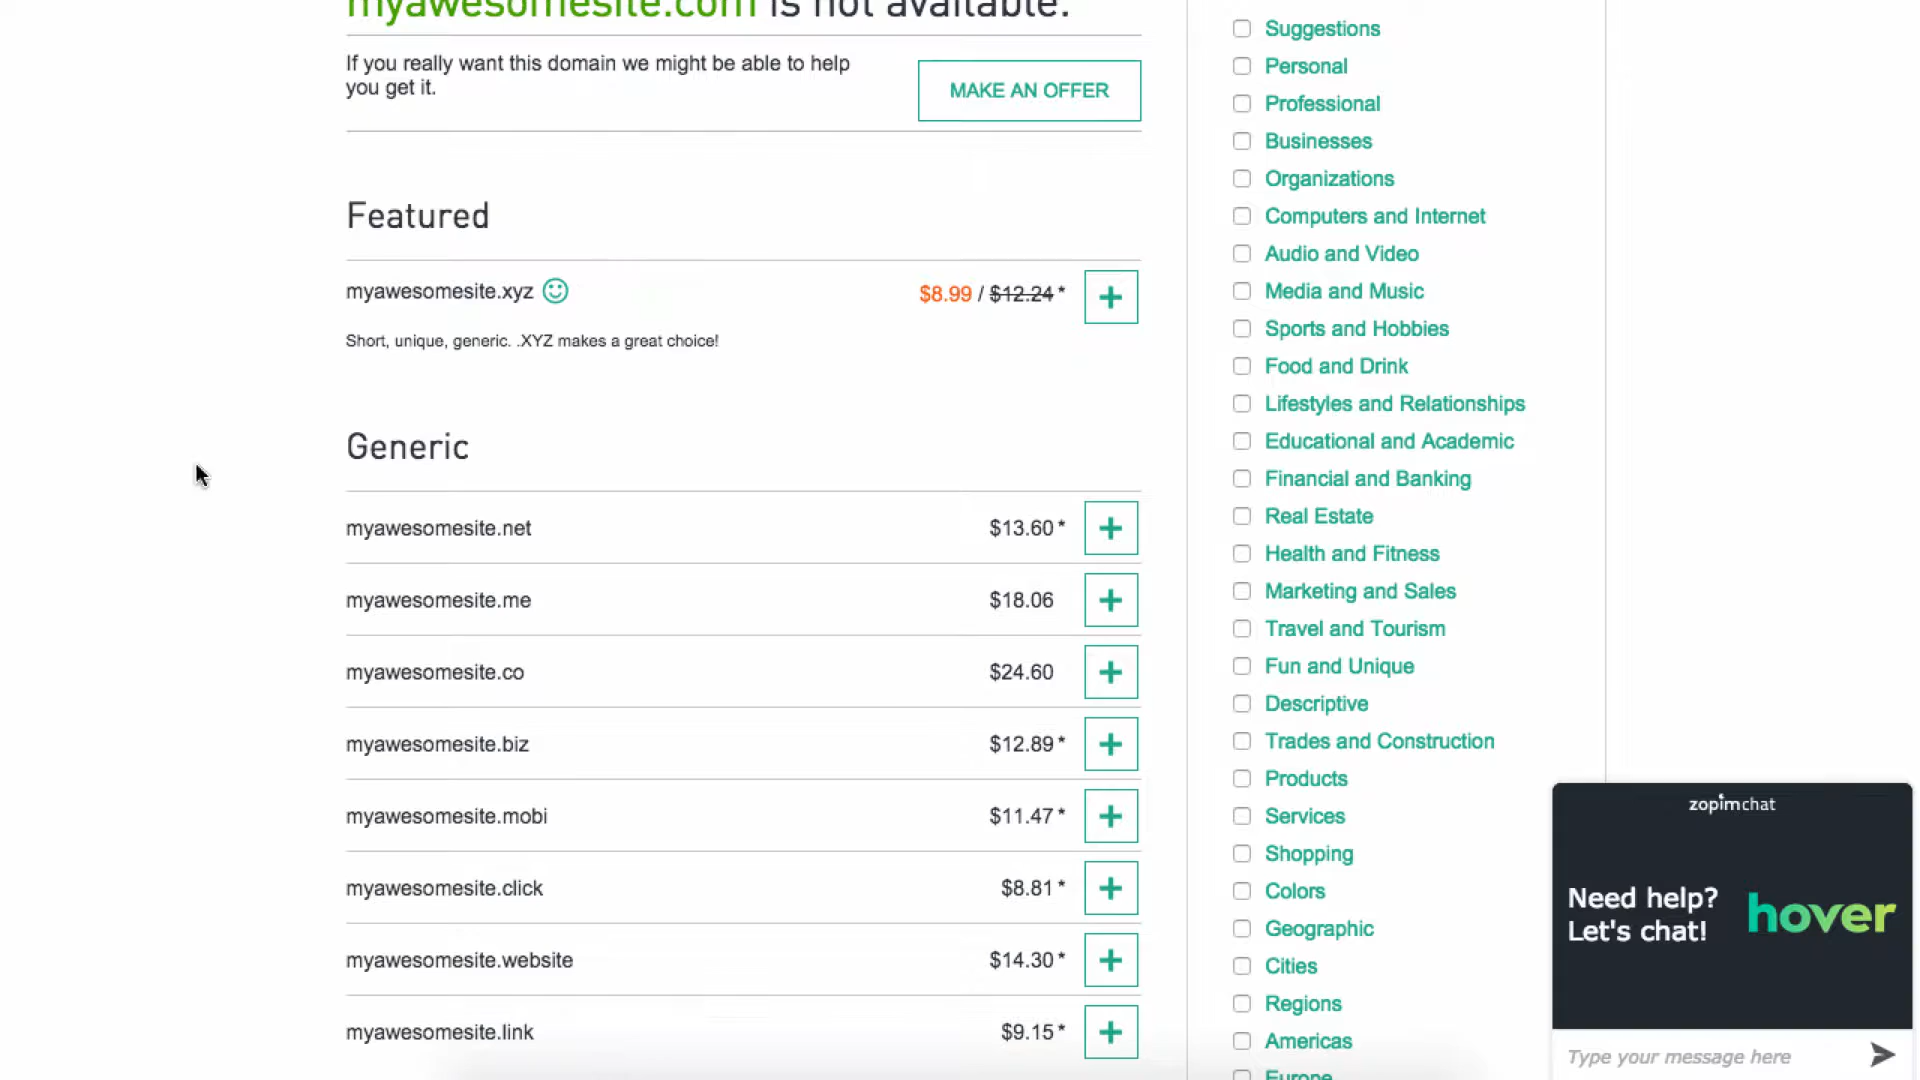 myawesomesite.com is not available.
If you really want this domain we might be able to help
you get it.
MAKE AN OFFER
Featured
myawesomesite.xyz
$8.99 / $12.24 *
Short, unique, generic. .XYZ makes a great choice!
Generic
myawesomesite.net $13.60 *
myawesomesite.me $18.06
myawesomesite.co $24.60
myawesomesite.biz $12.89 *
myawesomesite.mobi $11.47 *
myawesomesite.click $8.81 *
myawesomesite.website $14.30 *
myawesomesite.link $9.15 *
Suggestions
Personal
Professional
Businesses
Organizations
Computers and Internet
Audio and Video
Media and Music
Sports and Hobbies
Food and Drink
Lifestyles and Relationships
Educational and Academic
Financial and Banking
Real Estate
Health and Fitness
Marketing and Sales
Travel and Tourism
Fun and Unique
Descriptive
Trades and Construction
Products
Services
Shopping
Colors
Geographic
Cities
Regions
Americas
Europe
zopimchat
Need help?
Let's chat!
hover
Type your message here